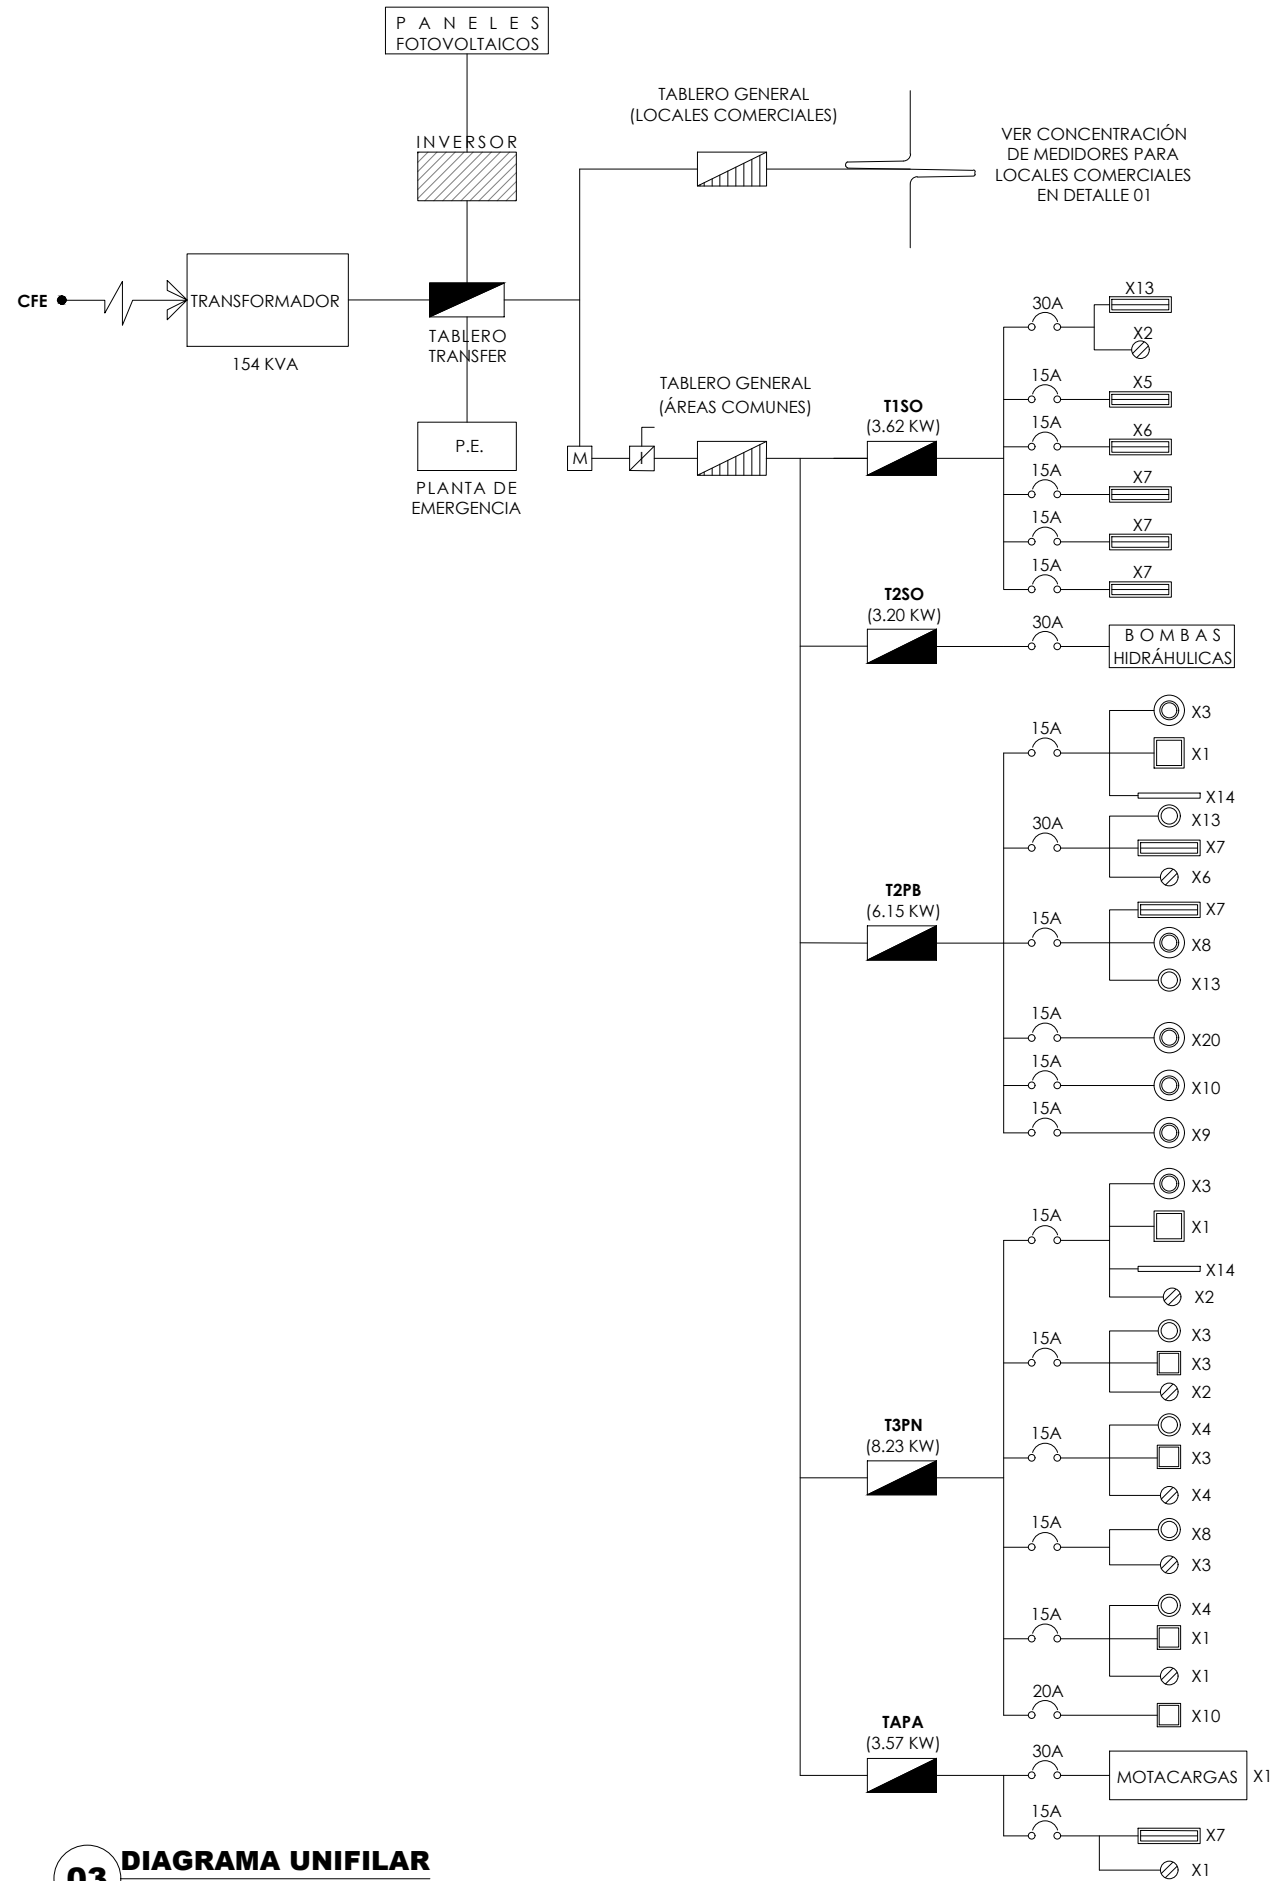 P A N E L E S
FOTOVOLTAICOS
INVERSOR
CFE
TRANSFORMADOR
154 KVA
TABLERO
TRANSFER
P.E.
PLANTA DE
EMERGENCIA
TABLERO GENERAL
(LOCALES COMERCIALES)
VER CONCENTRACIÓN
DE MEDIDORES PARA
LOCALES COMERCIALES
EN DETALLE 01
M
I
TABLERO GENERAL
(ÁREAS COMUNES)
T1SO
(3.62 KW)
30A
X13
X2
15A
X5
15A
X6
15A
X7
15A
X7
15A
X7
T2SO
(3.20 KW)
30A
B O M B A S
HIDRÁHULICAS
T2PB
(6.15 KW)
15A
X3
X1
X14
30A
X13
X7
X6
15A
X7
X8
X13
15A
X20
15A
X10
15A
X9
T3PN
(8.23 KW)
15A
X3
X1
X14
X2
15A
X3
X3
X2
15A
X4
X3
X4
15A
X8
X3
15A
X4
X1
X1
20A
X10
TAPA
(3.57 KW)
30A
MOTACARGAS X1
15A
X7
X1
03 DIAGRAMA UNIFILAR